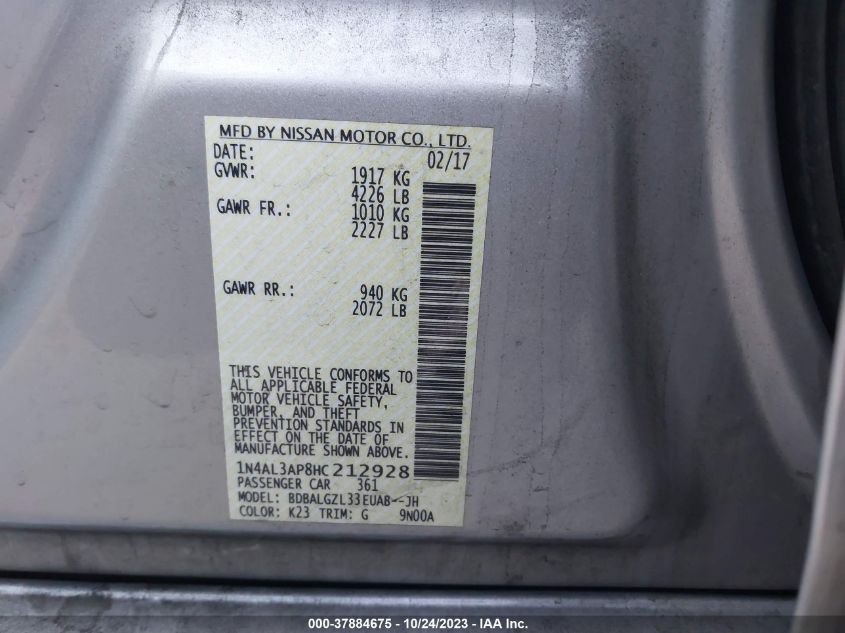 MFD BY NISSAN MOTOR CO., LTD.
DATE: 02/17
GVWR: 1917 KG
4226 LB
GAWR FR.: 1010 KG
2227 LB
GAWR RR.: 940 KG
2072 LB
THIS VEHICLE CONFORMS TO
ALL APPLICABLE FEDERAL
MOTOR VEHICLE SAFETY,
BUMPER, AND THEFT
PREVENTION STANDARDS IN
EFFECT ON THE DATE OF
MANUFACTURE SHOWN ABOVE.
1N4AL3AP8HC212928
PASSENGER CAR 361
MODEL: BDBALGZL33EUAB--JH
COLOR: K23 TRIM: G 9N00A
000-37884675 - 10/24/2023 - IAA Inc.